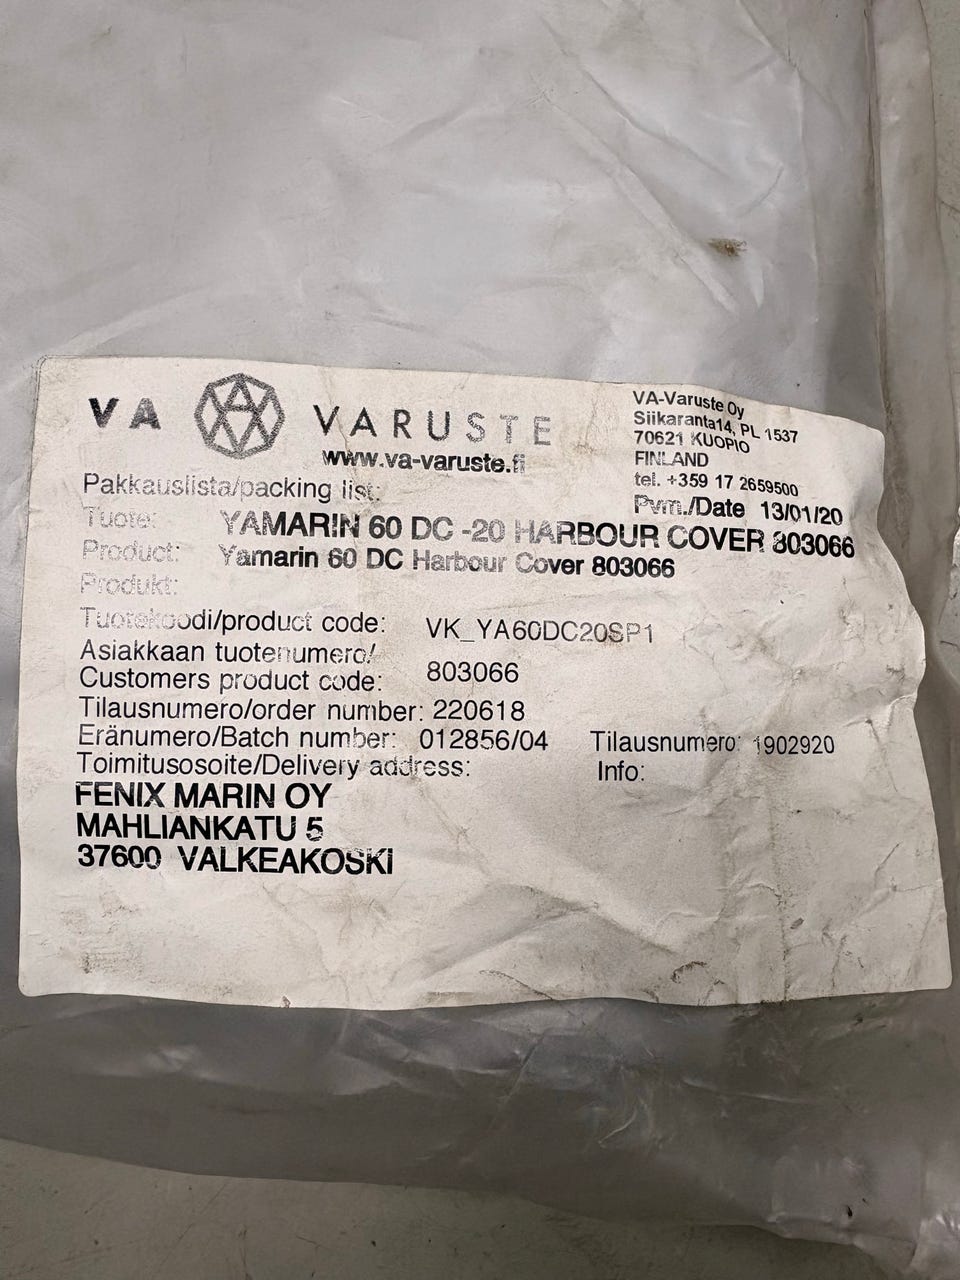 VA VARUSTE
www.va-varuste.fi
VA-Varuste Oy
Siikaranta14, PL 1537
70621 KUOPIO
FINLAND
tel. +359 17 2659500
Pvm./Date 13/01/20
Pakkauslista/packing list:
Tuote: YAMARIN 60 DC -20 HARBOUR COVER 803066
Product: Yamarin 60 DC Harbour Cover 803066
Produkt:
Tuotekoodi/product code: VK_YA60DC20SP1
Asiakkaan tuotenumero/
Customers product code: 803066
Tilausnumero/order number: 220618
Eränumero/Batch number: 012856/04 Tilausnumero: 1902920
Toimitusosoite/Delivery address: Info:
FENIX MARIN OY
MAHLIANKATU 5
37600 VALKEAKOSKI